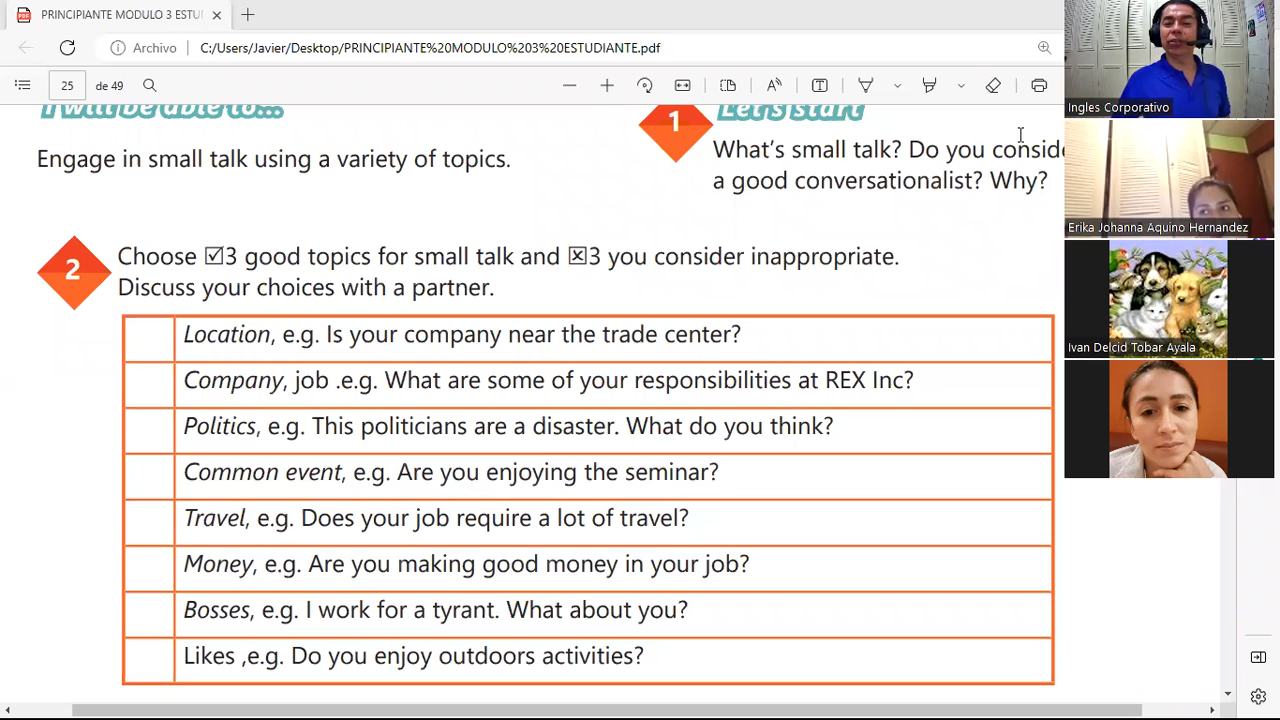 PRINCIPIANTE MODULO 3 ESTU
25 de 49
Archivo C:/Users/Javier/Desktop/PRINCIPIANTE%20MODULO%203%20ESTUDIANTE.pdf
I will be able to...
Engage in small talk using a variety of topics.
1 Let's start
What's small talk? Do you conside
a good conversationalist? Why?
2 Choose ☑3 good topics for small talk and ☒3 you consider inappropriate.
Discuss your choices with a partner.
Location, e.g. Is your company near the trade center?
Company, job .e.g. What are some of your responsibilities at REX Inc?
Politics, e.g. This politicians are a disaster. What do you think?
Common event, e.g. Are you enjoying the seminar?
Travel, e.g. Does your job require a lot of travel?
Money, e.g. Are you making good money in your job?
Bosses, e.g. I work for a tyrant. What about you?
Likes ,e.g. Do you enjoy outdoors activities?
Ingles Corporativo
Erika Johanna Aquino Hernandez
Ivan Delcid Tobar Ayala